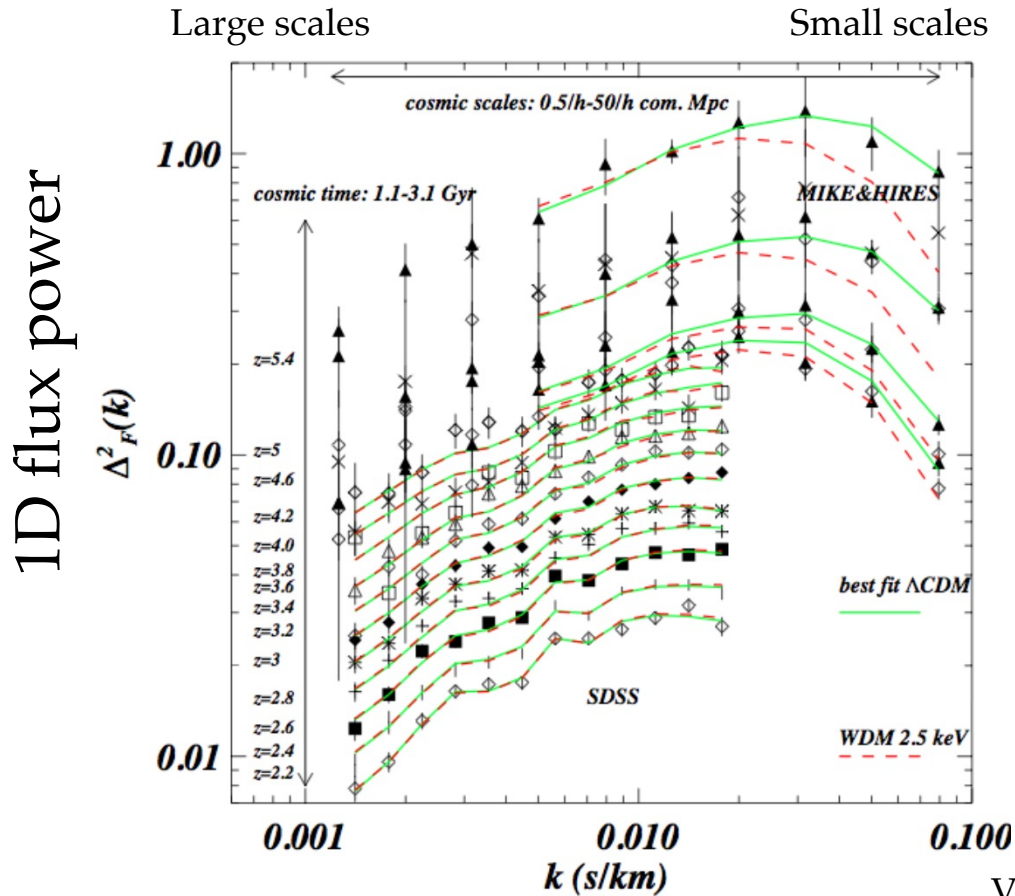 Large scales
Small scales
cosmic scales: 0.5/h-50/h com. Mpc
1.00
cosmic time: 1.1-3.1 Gyr
MIKE&HIRES
z=5.4
1D flux power
Δ²F(k)
0.10
z=5
z=4.6
z=4.2
z=4.0
z=3.8
z=3.6
z=3.4
z=3.2
z=3
z=2.8
z=2.6
z=2.4
z=2.2
best fit ΛCDM
SDSS
WDM 2.5 keV
0.01
0.001
0.010
0.100
k (s/km)
V